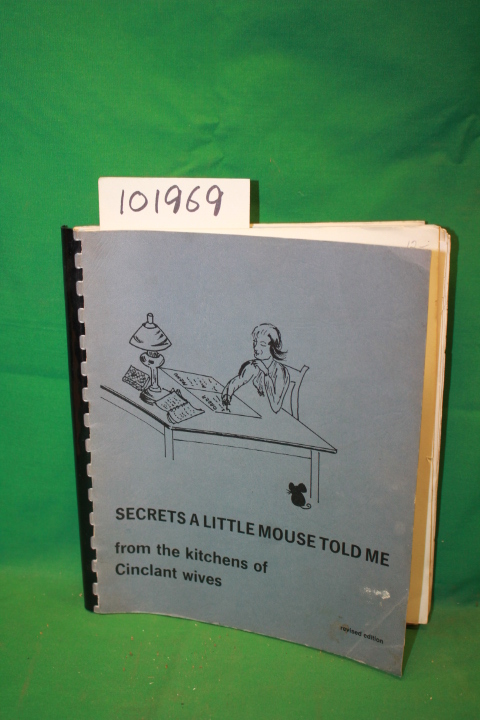 101969
SECRETS A LITTLE MOUSE TOLD ME
from the kitchens of
Cinclant wives
revised edition